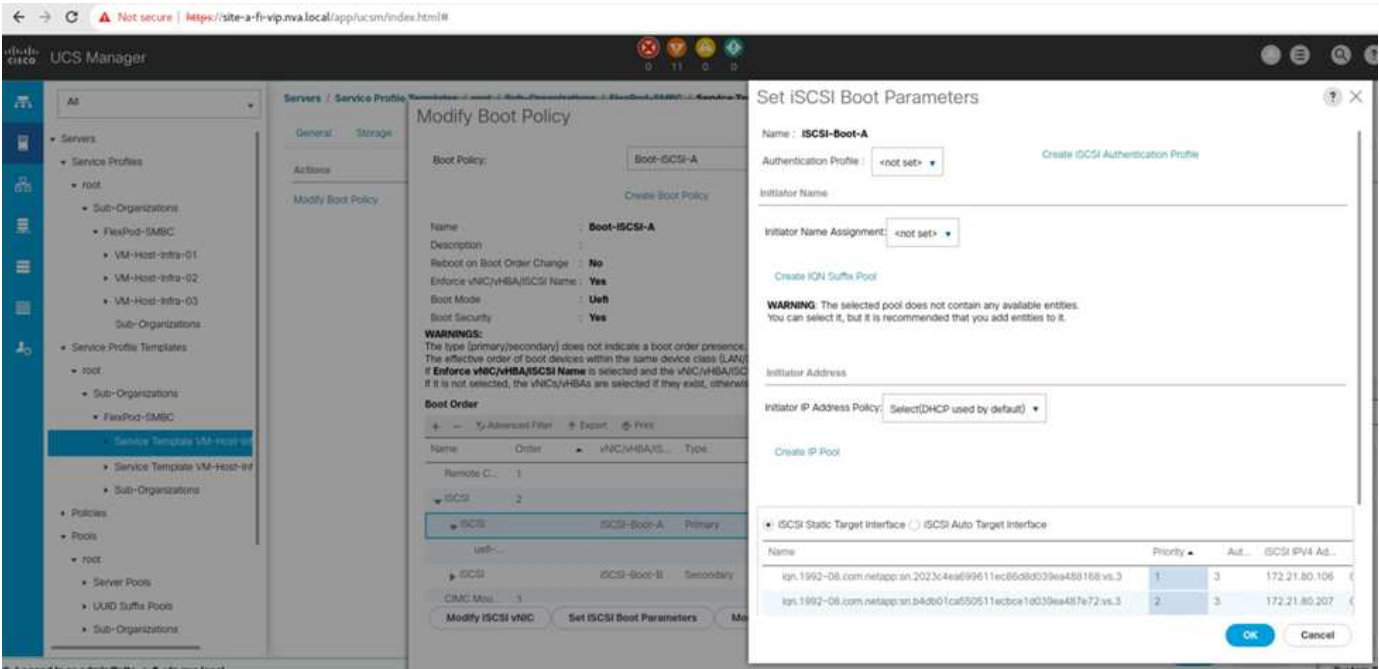 Not secure | https://site-a-fi-vip.nva.local/app/ucsm/index.html#
CISCO UCS Manager
0 11 0 0
All
Servers
Service Profiles
root
Sub-Organizations
FlexPod-SMBC
VM-Host-Infra-01
VM-Host-Infra-02
VM-Host-Infra-03
Sub-Organizations
Service Profile Templates
root
Sub-Organizations
FlexPod-SMBC
Service Template VM-Host-Inf
Service Template VM-Host-Inf
Sub-Organizations
Policies
Pools
root
Server Pools
UUID Suffix Pools
Sub-Organizations
Servers / Service Profile Templates / root / Sub-Organizations / FlexPod-SMBC / Service Te
General Storage
Actions
Modify Boot Policy
Modify Boot Policy
Boot Policy: Boot-iSCSI-A
Create Boot Policy
Name : Boot-iSCSI-A
Description :
Reboot on Boot Order Change : No
Enforce vNIC/vHBA/iSCSI Name : Yes
Boot Mode : Uefi
Boot Security : Yes
WARNINGS:
The type (primary/secondary) does not indicate a boot order presence.
The effective order of boot devices within the same device class (LAN/
If Enforce vNIC/vHBA/iSCSI Name is selected and the vNIC/vHBA/iSC
If it is not selected, the vNICs/vHBAs are selected if they exist, otherwis
Boot Order
+ − Advanced Filter Export Print
Name Order vNIC/vHBA/iS... Type
Remote C... 1
iSCSI 2
iSCSI iSCSI-Boot-A Primary
uefi-...
iSCSI iSCSI-Boot-B Secondary
CIMC Mou... 3
Modify iSCSI vNIC Set iSCSI Boot Parameters Mo
Set iSCSI Boot Parameters
Name : iSCSI-Boot-A
Authentication Profile : <not set> Create iSCSI Authentication Profile
Initiator Name
Initiator Name Assignment: <not set>
Create IQN Suffix Pool
WARNING: The selected pool does not contain any available entities.
You can select it, but it is recommended that you add entities to it.
Initiator Address
Initiator IP Address Policy: Select(DHCP used by default)
Create IP Pool
iSCSI Static Target Interface iSCSI Auto Target Interface
Name Priority Aut... iSCSI IPV4 Ad...
iqn.1992-08.com.netapp:sn.2023c4ea699611ec86d8d039ea488168:vs.3 1 3 172.21.80.106
iqn.1992-08.com.netapp:sn.b4db01ca550511ecbce1d039ea487e72:vs.3 2 3 172.21.80.207
OK Cancel